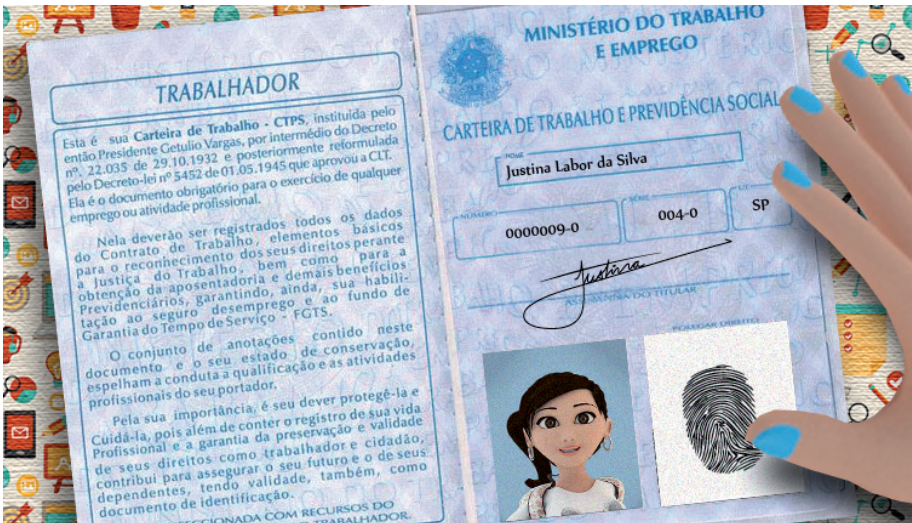 TRABALHADOR
Esta é sua Carteira de Trabalho - CTPS, instituída pelo
então Presidente Getulio Vargas, por intermédio do Decreto
nº. 22.035 de 29.10.1932 e posteriormente reformulada
pelo Decreto-lei nº 5452 de 01.05.1945 que aprovou a CLT.
Ela é o documento obrigatório para o exercício de qualquer
emprego ou atividade profissional.
Nela deverão ser registrados todos os dados
do Contrato de Trabalho, elementos básicos
para o reconhecimento dos seus direitos perante
a Justiça do Trabalho, bem como para a
obtenção da aposentadoria e demais benefícios
Previdenciários, garantindo, ainda, sua habili-
tação ao seguro desemprego e ao fundo de
Garantia do Tempo de Serviço - FGTS.
O conjunto de anotações contido neste
documento e o seu estado de conservação,
espelham a conduta a qualificação e as atividades
profissionais do seu portador.
Pela sua importância, é seu dever protegê-la e
Cuidá-la, pois além de conter o registro de sua vida
Profissional e a garantia da preservação e validade
de seus direitos como trabalhador e cidadão,
contribui para assegurar o seu futuro e o de seus
dependentes, tendo validade, também, como
documento de identificação.
COM RECURSOS DO
TRABALHADOR.
MINISTÉRIO DO TRABALHO
E EMPREGO
CARTEIRA DE TRABALHO E PREVIDÊNCIA SOCIAL
NOME
Justina Labor da Silva
NÚMERO
0000009-0
SÉRIE
004-0
UF
SP
Justina
ASSINATURA DO TITULAR
POLEGAR DIREITO